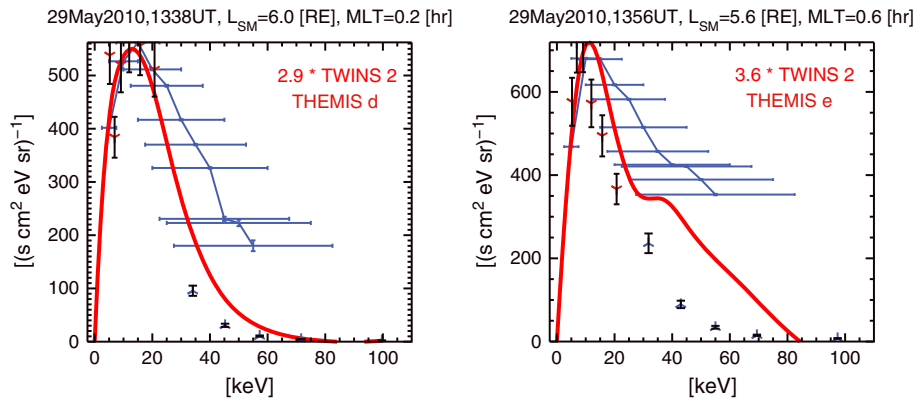 29May2010,1338UT, L_SM=6.0 [RE], MLT=0.2 [hr]
2.9 * TWINS 2
THEMIS d
[(s cm² eV sr)⁻¹]
500
400
300
200
100
0
0 20 40 60 80 100
[keV]
29May2010,1356UT, L_SM=5.6 [RE], MLT=0.6 [hr]
3.6 * TWINS 2
THEMIS e
[(s cm² eV sr)⁻¹]
600
400
200
0
0 20 40 60 80 100
[keV]